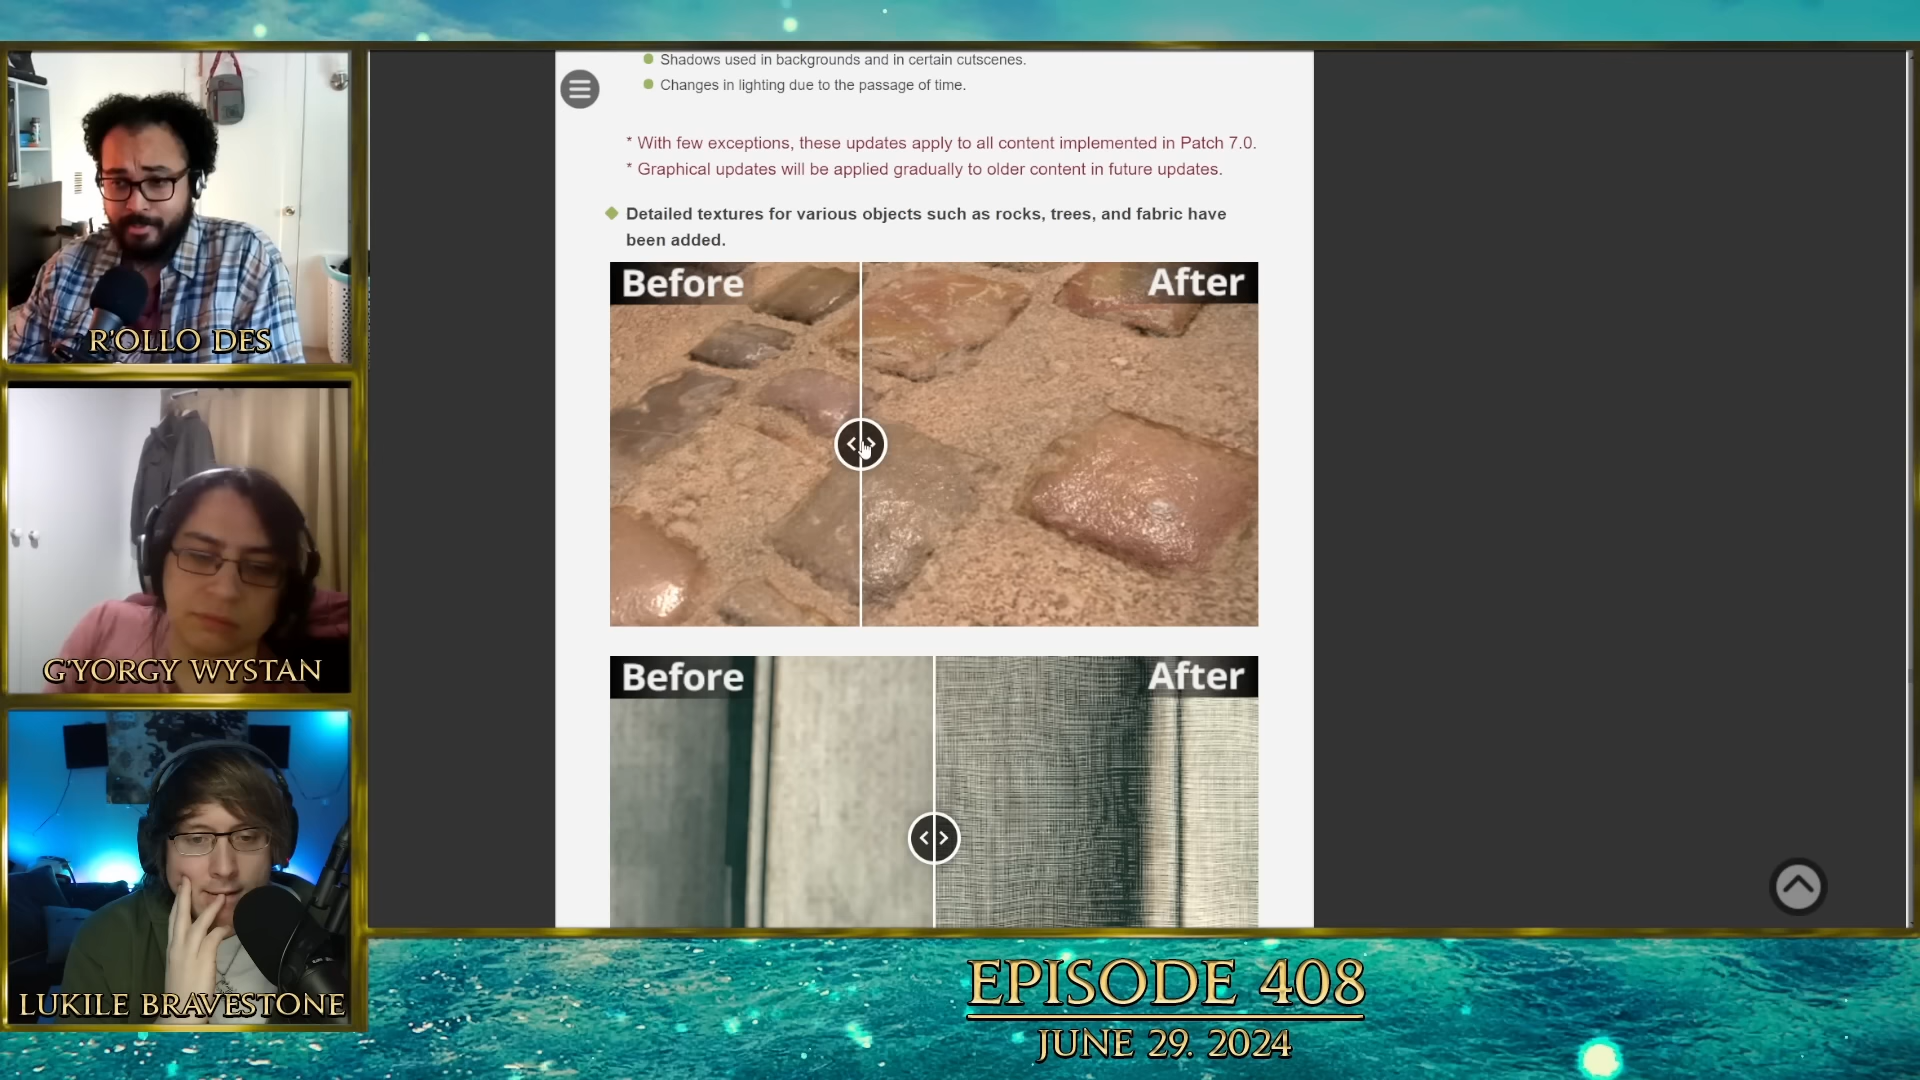 Shadows used in backgrounds and in certain cutscenes.
Changes in lighting due to the passage of time.
* With few exceptions, these updates apply to all content implemented in Patch 7.0.
* Graphical updates will be applied gradually to older content in future updates.
Detailed textures for various objects such as rocks, trees, and fabric have
been added.
Before
After
Before
After
R'OLLO DES
G'YORGY WYSTAN
LUKILE BRAVESTONE
EPISODE 408
JUNE 29. 2024